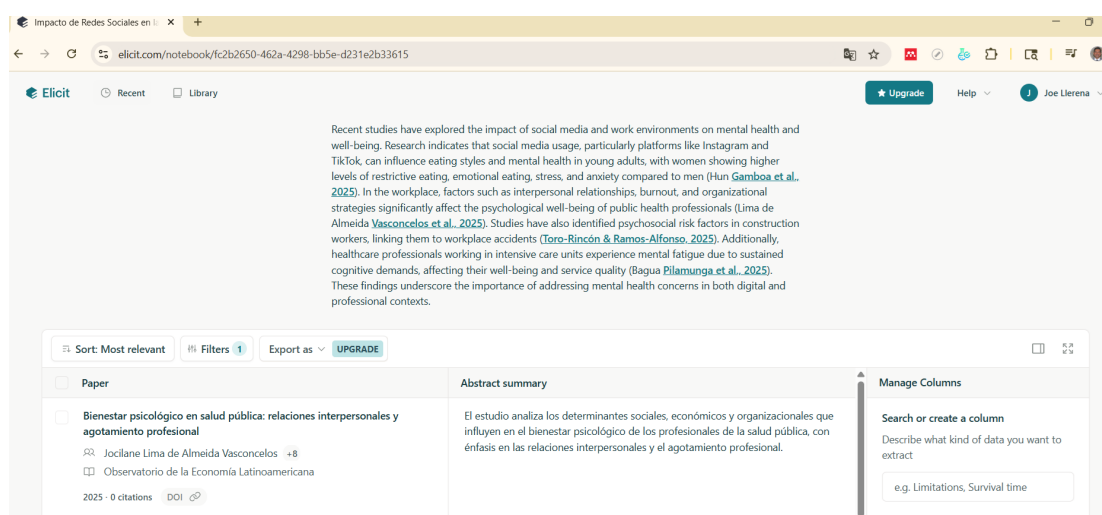 Impacto de Redes Sociales en l
elicit.com/notebook/fc2b2650-462a-4298-bb5e-d231e2b33615
Elicit
Recent
Library
Upgrade
Help
J
Joe Llerena
Recent studies have explored the impact of social media and work environments on mental health and
well-being. Research indicates that social media usage, particularly platforms like Instagram and
TikTok, can influence eating styles and mental health in young adults, with women showing higher
levels of restrictive eating, emotional eating, stress, and anxiety compared to men (Hun Gamboa et al.,
2025). In the workplace, factors such as interpersonal relationships, burnout, and organizational
strategies significantly affect the psychological well-being of public health professionals (Lima de
Almeida Vasconcelos et al., 2025). Studies have also identified psychosocial risk factors in construction
workers, linking them to workplace accidents (Toro-Rincón & Ramos-Alfonso, 2025). Additionally,
healthcare professionals working in intensive care units experience mental fatigue due to sustained
cognitive demands, affecting their well-being and service quality (Bagua Pilamunga et al., 2025).
These findings underscore the importance of addressing mental health concerns in both digital and
professional contexts.
Sort: Most relevant
Filters 1
Export as
UPGRADE
Paper
Abstract summary
Manage Columns
Bienestar psicológico en salud pública: relaciones interpersonales y
agotamiento profesional
Jocilane Lima de Almeida Vasconcelos +8
Observatorio de la Economía Latinoamericana
2025 · 0 citations DOI
El estudio analiza los determinantes sociales, económicos y organizacionales que
influyen en el bienestar psicológico de los profesionales de la salud pública, con
énfasis en las relaciones interpersonales y el agotamiento profesional.
Search or create a column
Describe what kind of data you want to
extract
e.g. Limitations, Survival time